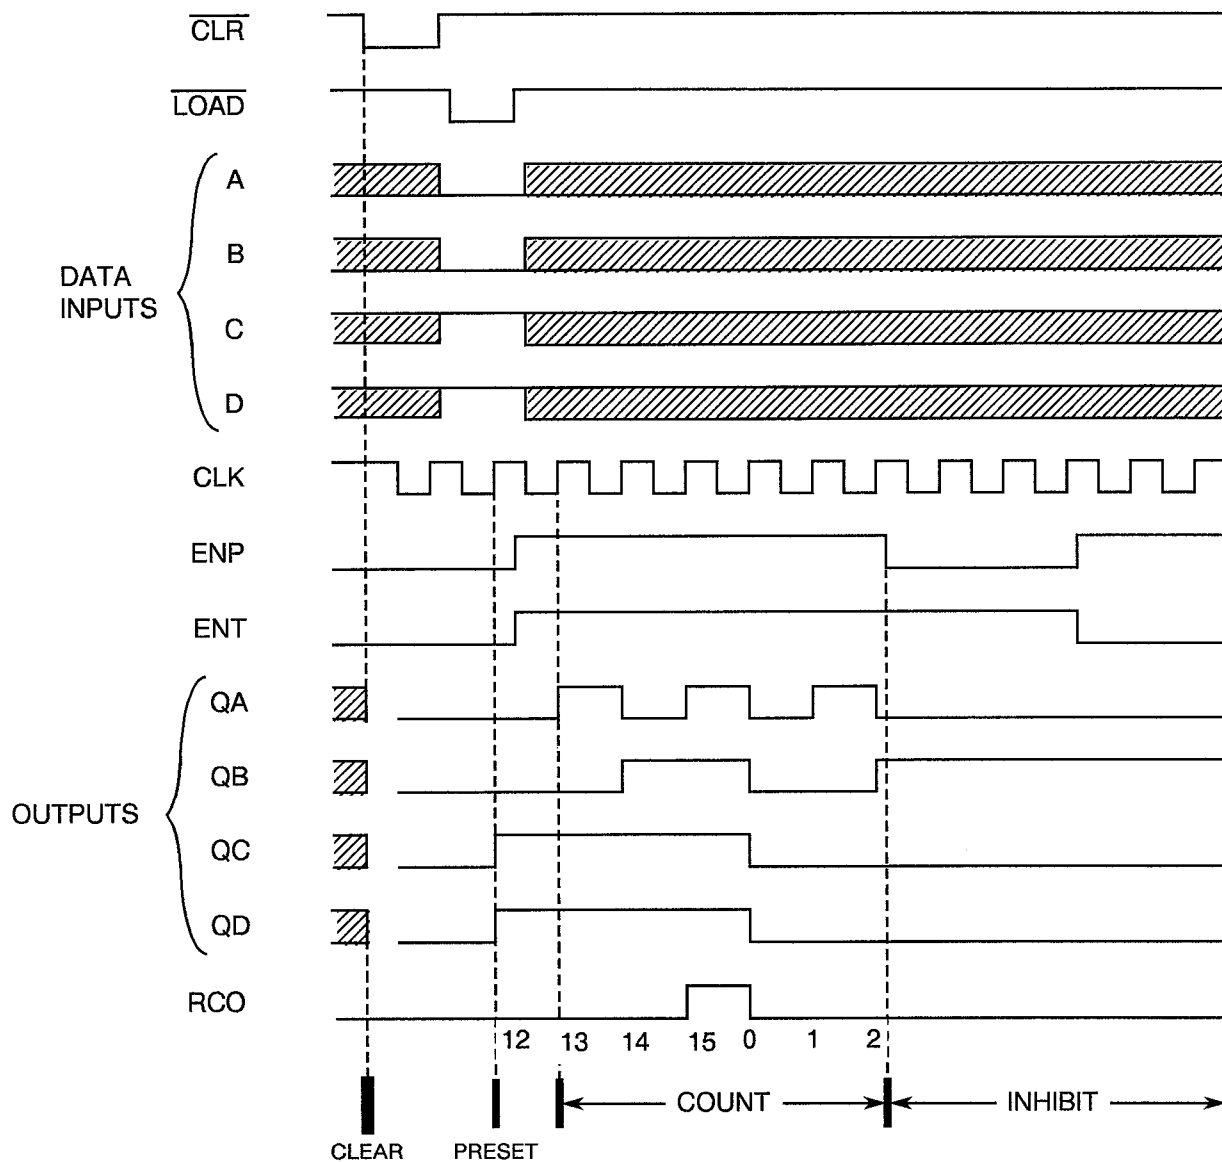 CLR
LOAD
A
B
DATA
INPUTS
C
D
CLK
ENP
ENT
QA
QB
OUTPUTS
QC
QD
RCO
12 13 14 15 0 1 2
COUNT INHIBIT
CLEAR PRESET